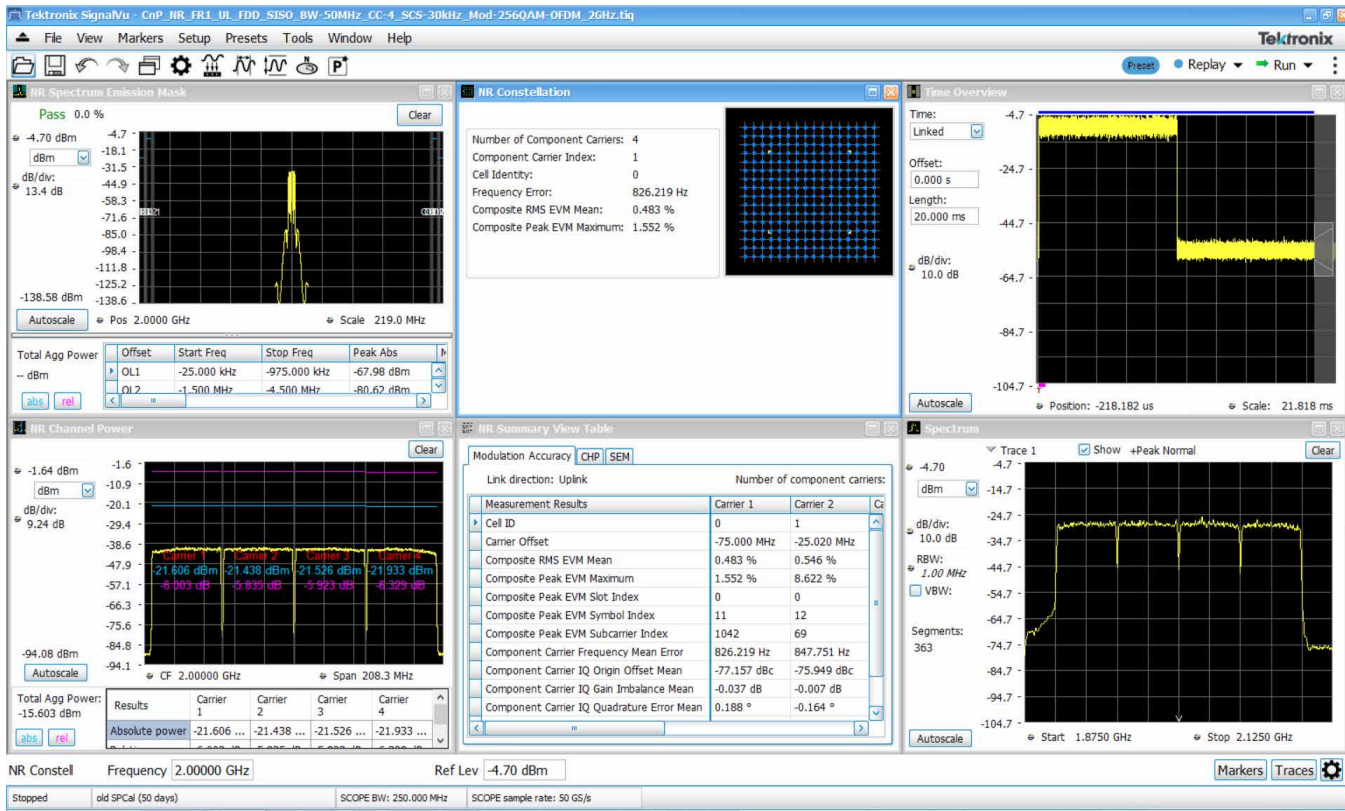 Tektronix SignalVu - CnP_NR_FR1_UL_FDD_SISO_BW-50MHz_CC-4_SCS-30kHz_Mod-256QAM-OFDM_2GHz.tiq
File View Markers Setup Presets Tools Window Help
Tektronix
Preset Replay Run
NR Spectrum Emission Mask
Pass 0.0 %
Clear
-4.70 dBm
dBm
dB/div:
13.4 dB
-138.58 dBm
Autoscale
-4.7
-18.1
-31.5
-44.9
-58.3
-71.6
-85.0
-98.4
-111.8
-125.2
-138.6
Pos 2.0000 GHz
Scale 219.0 MHz
Total Agg Power
-- dBm
abs rel
Offset Start Freq Stop Freq Peak Abs
OL1 -25.000 kHz -975.000 kHz -67.98 dBm
OL2 -1.500 MHz -4.500 MHz -80.62 dBm
NR Constellation
Number of Component Carriers: 4
Component Carrier Index: 1
Cell Identity: 0
Frequency Error: 826.219 Hz
Composite RMS EVM Mean: 0.483 %
Composite Peak EVM Maximum: 1.552 %
Time Overview
Time:
Linked
Offset:
0.000 s
Length:
20.000 ms
dB/div:
10.0 dB
Autoscale
-4.7
-24.7
-44.7
-64.7
-84.7
-104.7
Position: -218.182 us
Scale: 21.818 ms
NR Channel Power
Clear
-1.64 dBm
dBm
dB/div:
9.24 dB
-94.08 dBm
Autoscale
-1.6
-10.9
-20.1
-29.4
-38.6
-47.9
-57.1
-66.3
-75.6
-84.8
-94.1
Carrier 1 Carrier 2 Carrier 3 Carrier 4
-21.606 dBm -21.438 dBm -21.526 dBm -21.933 dBm
-6.003 dB -5.835 dB -5.923 dB -6.329 dB
CF 2.00000 GHz
Span 208.3 MHz
Total Agg Power:
-15.603 dBm
abs rel
Results Carrier 1 Carrier 2 Carrier 3 Carrier 4
Absolute power -21.606 ... -21.438 ... -21.526 ... -21.933 ...
NR Summary View Table
Modulation Accuracy CHP SEM
Link direction: Uplink Number of component carriers:
Measurement Results Carrier 1 Carrier 2
Cell ID 0 1
Carrier Offset -75.000 MHz -25.020 MHz
Composite RMS EVM Mean 0.483 % 0.546 %
Composite Peak EVM Maximum 1.552 % 8.622 %
Composite Peak EVM Slot Index 0 0
Composite Peak EVM Symbol Index 11 12
Composite Peak EVM Subcarrier Index 1042 69
Component Carrier Frequency Mean Error 826.219 Hz 847.751 Hz
Component Carrier IQ Origin Offset Mean -77.157 dBc -75.949 dBc
Component Carrier IQ Gain Imbalance Mean -0.037 dB -0.007 dB
Component Carrier IQ Quadrature Error Mean 0.188 ° -0.164 °
Spectrum
Trace 1 Show +Peak Normal
Clear
-4.70
dBm
dB/div:
10.0 dB
RBW:
1.00 MHz
VBW:
Segments:
363
Autoscale
-4.7
-14.7
-24.7
-34.7
-54.7
-64.7
-74.7
-84.7
-94.7
-104.7
Start 1.8750 GHz
Stop 2.1250 GHz
NR Constell Frequency 2.00000 GHz Ref Lev -4.70 dBm
Markers Traces
Stopped old SPCal (50 days) SCOPE BW: 250.000 MHz SCOPE sample rate: 50 GS/s